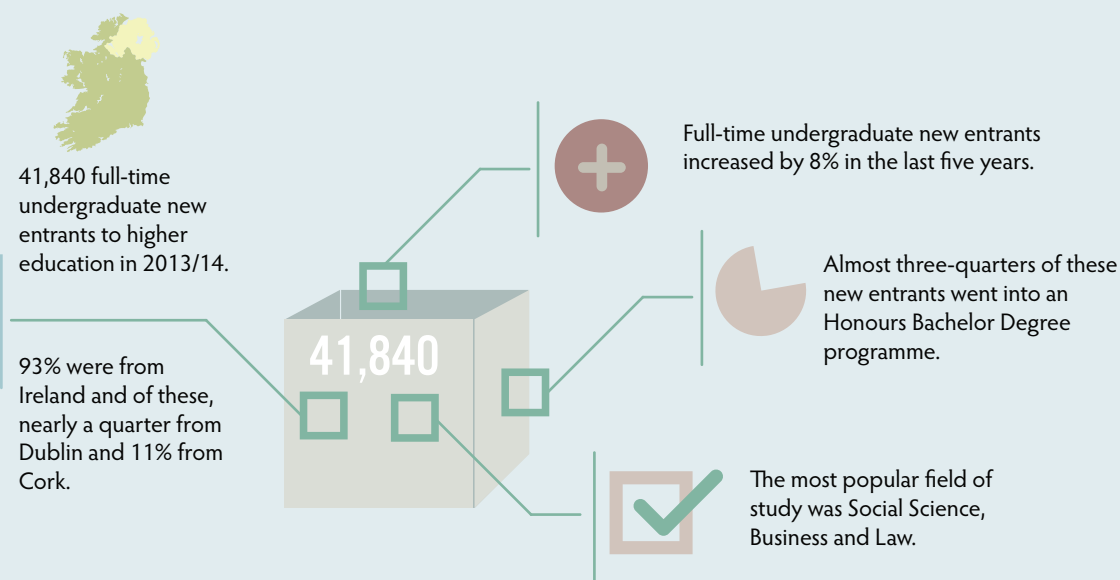 41,840 full-time
undergraduate new
entrants to higher
education in 2013/14.
93% were from
Ireland and of these,
nearly a quarter from
Dublin and 11% from
Cork.
41,840
Full-time undergraduate new entrants
increased by 8% in the last five years.
Almost three-quarters of these
new entrants went into an
Honours Bachelor Degree
programme.
The most popular field of
study was Social Science,
Business and Law.